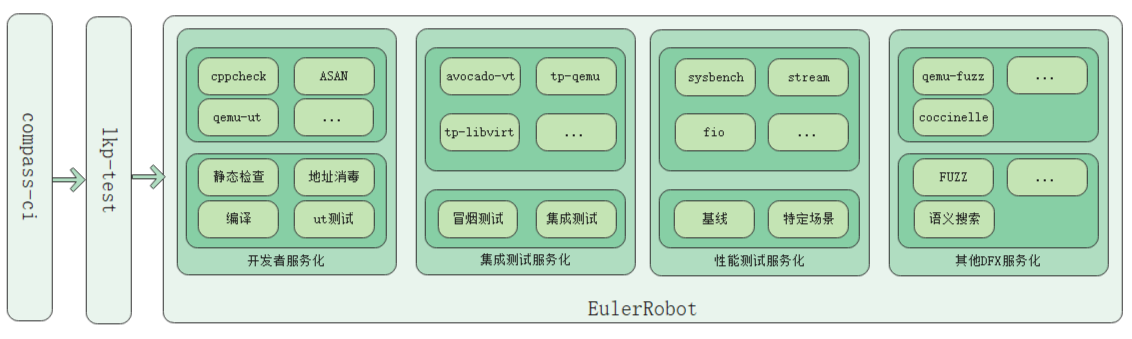 compass-ci
lkp-test
cppcheck
ASAN
qemu-ut
...
静态检查
地址消毒
编译
ut测试
开发者服务化
avocado-vt
tp-qemu
tp-libvirt
...
冒烟测试
集成测试
集成测试服务化
sysbench
stream
fio
...
基线
特定场景
性能测试服务化
qemu-fuzz
...
coccinelle
FUZZ
...
语义搜索
其他DFX服务化
EulerRobot